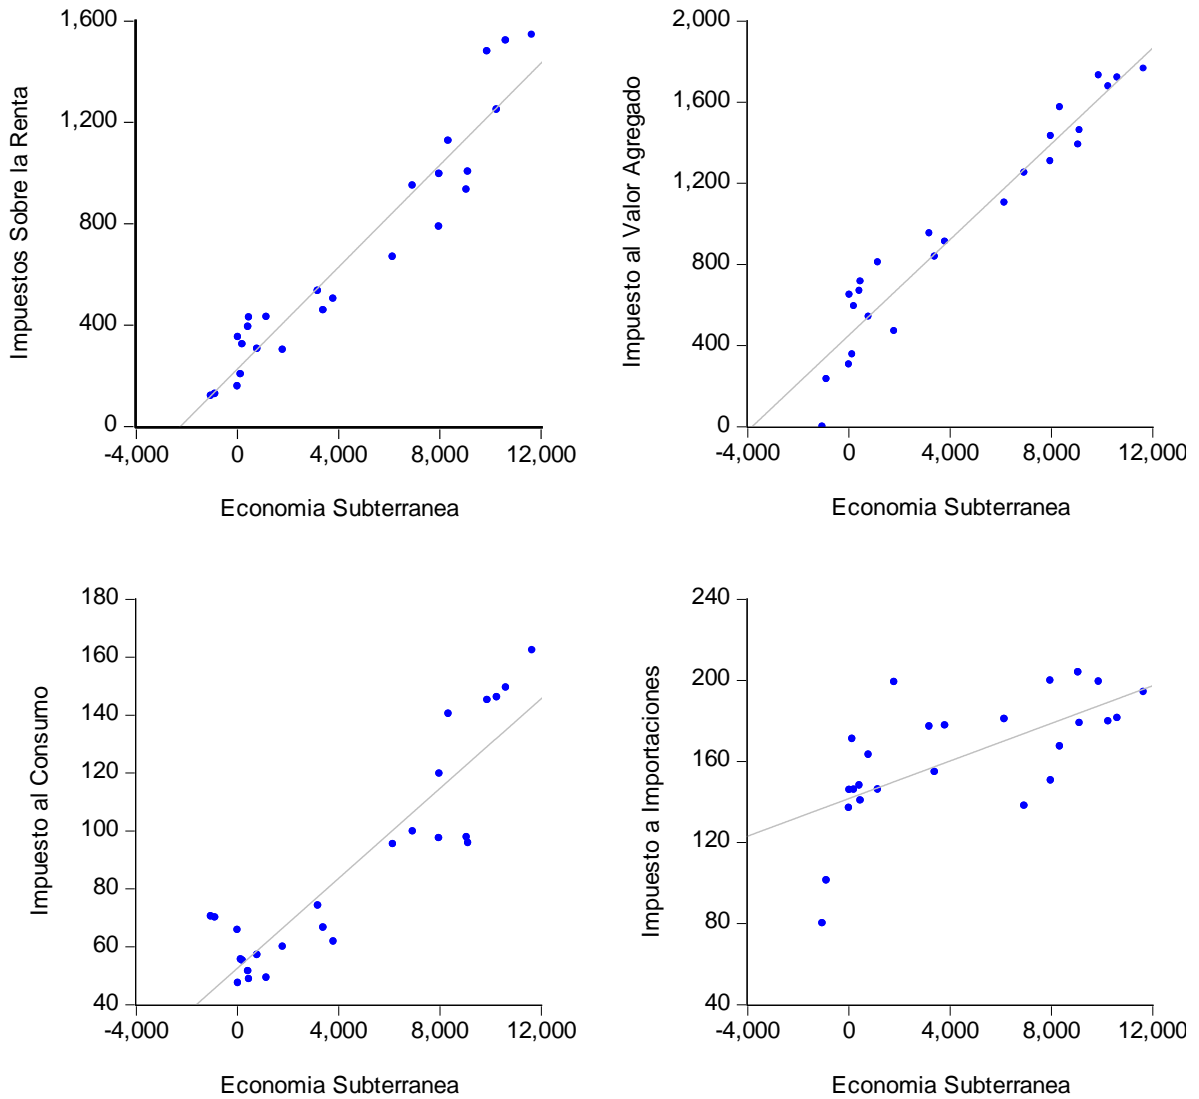 1,600
1,200
800
400
0
-4,000 0 4,000 8,000 12,000
Impuestos Sobre la Renta
Economia Subterranea
2,000
1,600
1,200
800
400
0
-4,000 0 4,000 8,000 12,000
Impuesto al Valor Agregado
Economia Subterranea
180
160
140
120
100
80
60
40
-4,000 0 4,000 8,000 12,000
Impuesto al Consumo
Economia Subterranea
240
200
160
120
80
40
-4,000 0 4,000 8,000 12,000
Impuesto a Importaciones
Economia Subterranea